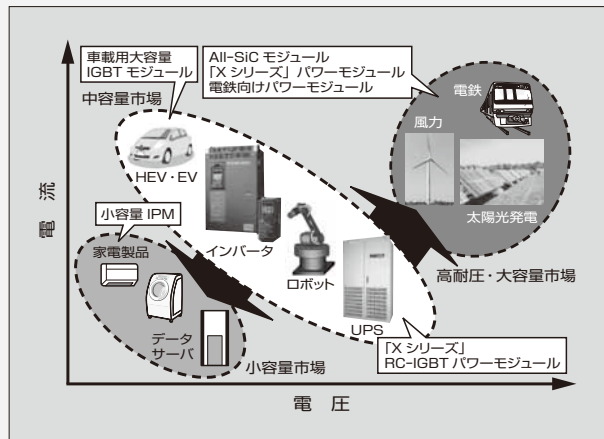 車載用大容量
IGBT モジュール
All-SiC モジュール
「X シリーズ」パワーモジュール
電鉄向けパワーモジュール
中容量市場
電鉄
風力
HEV・EV
太陽光発電
電流
小容量 IPM
インバータ
家電製品
ロボット
高耐圧・大容量市場
UPS
データ
サーバ
小容量市場
「X シリーズ」
RC-IGBT パワーモジュール
電 圧